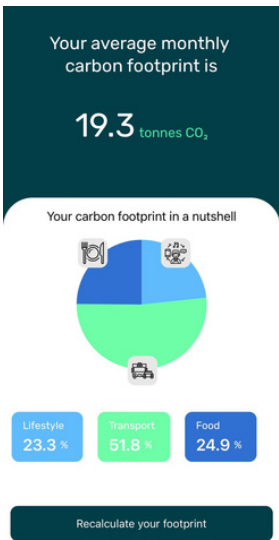 Your average monthly
carbon footprint is
19.3 tonnes CO₂
Your carbon footprint in a nutshell
Lifestyle
23.3 %
Transport
51.8 %
Food
24.9 %
Recalculate your footprint